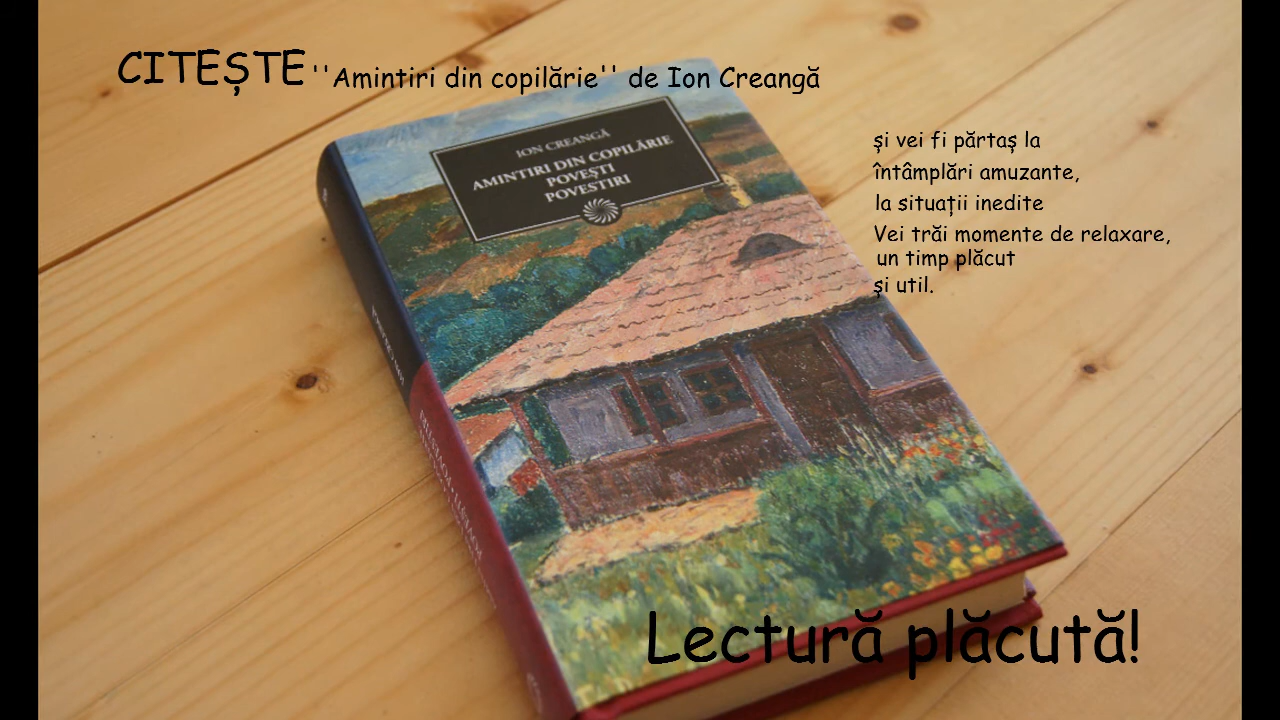 CITEȘTE ''Amintiri din copilărie'' de Ion Creangă
și vei fi părtaș la
întâmplări amuzante,
la situații inedite
Vei trăi momente de relaxare,
un timp plăcut
și util.
ION CREANGĂ
AMINTIRI DIN COPILĂRIE
POVEȘTI
POVESTIRI
Lectură plăcută!